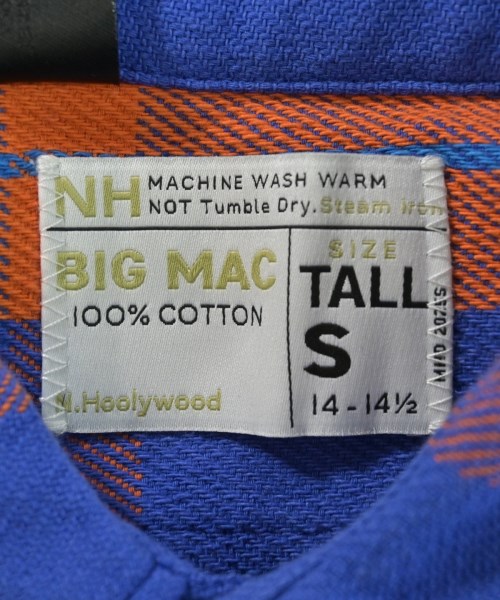 NH MACHINE WASH WARM
NOT Tumble Dry. Steam Iron
BIG MAC
100% COTTON
N.Hoolywood
SIZE
TALL
S
14 - 14½